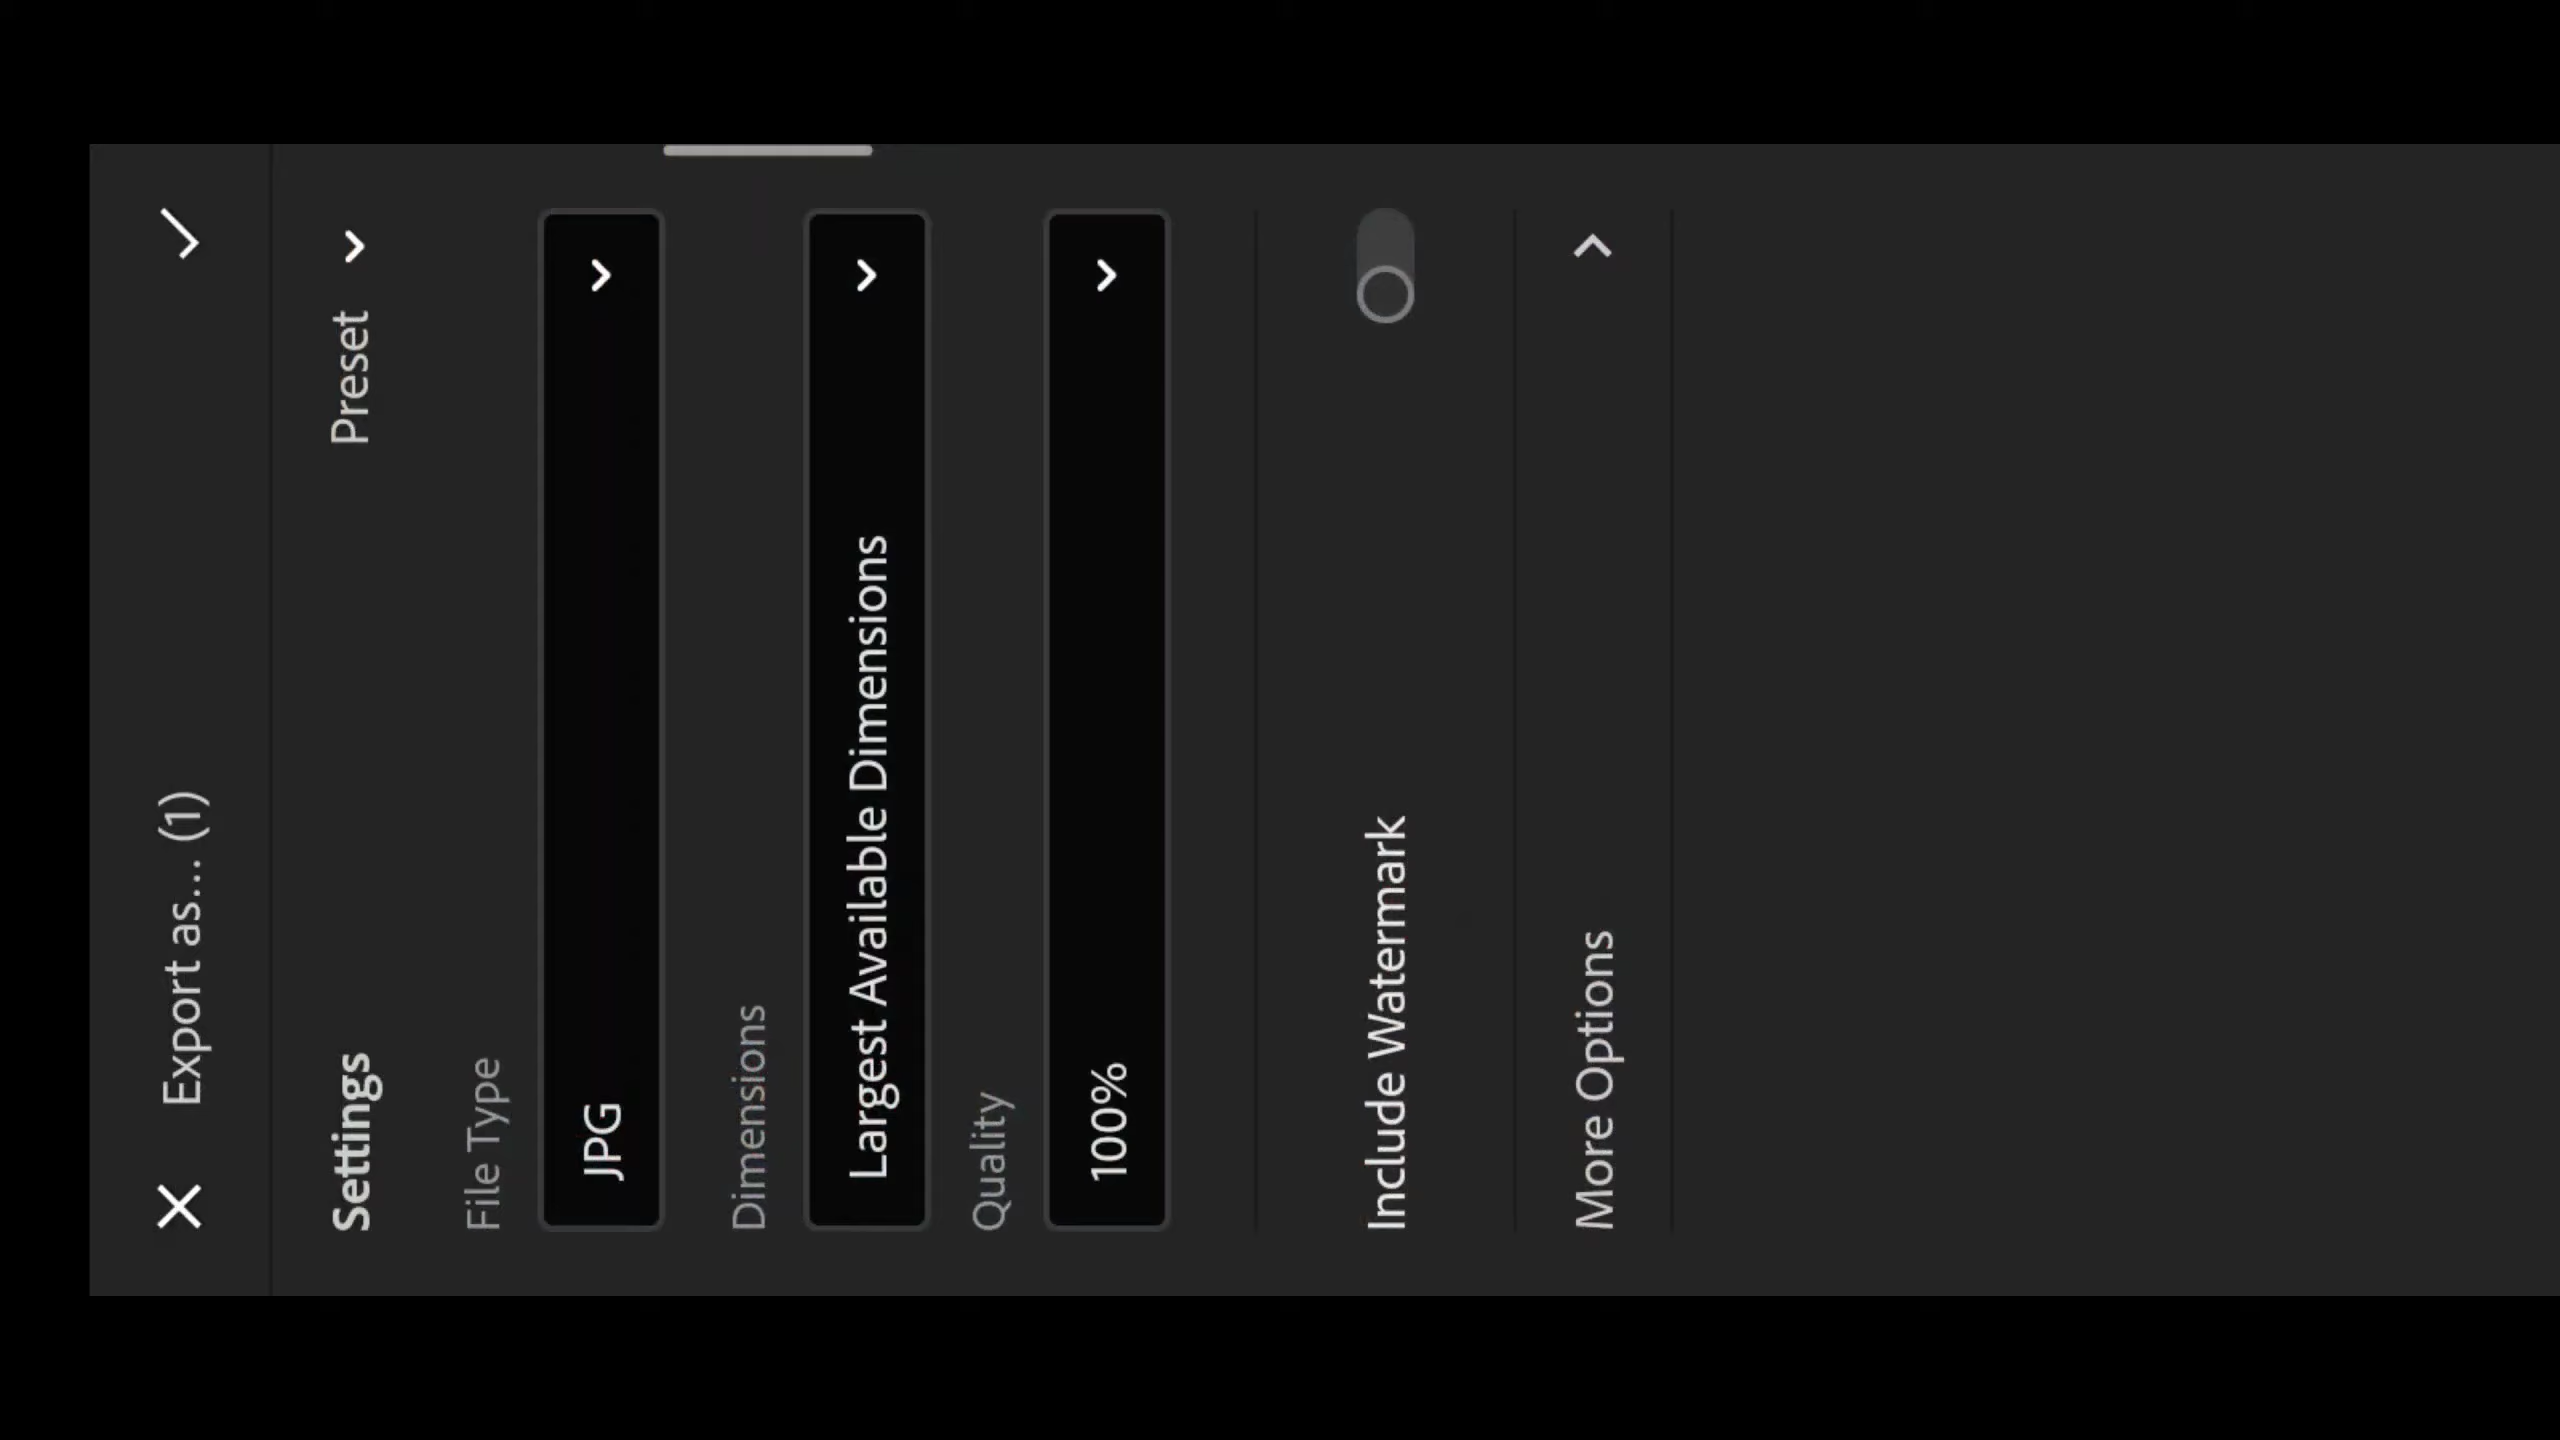 Export as... (1)
Settings
Preset
File Type
JPG
Dimensions
Largest Available Dimensions
Quality
100%
Include Watermark
More Options